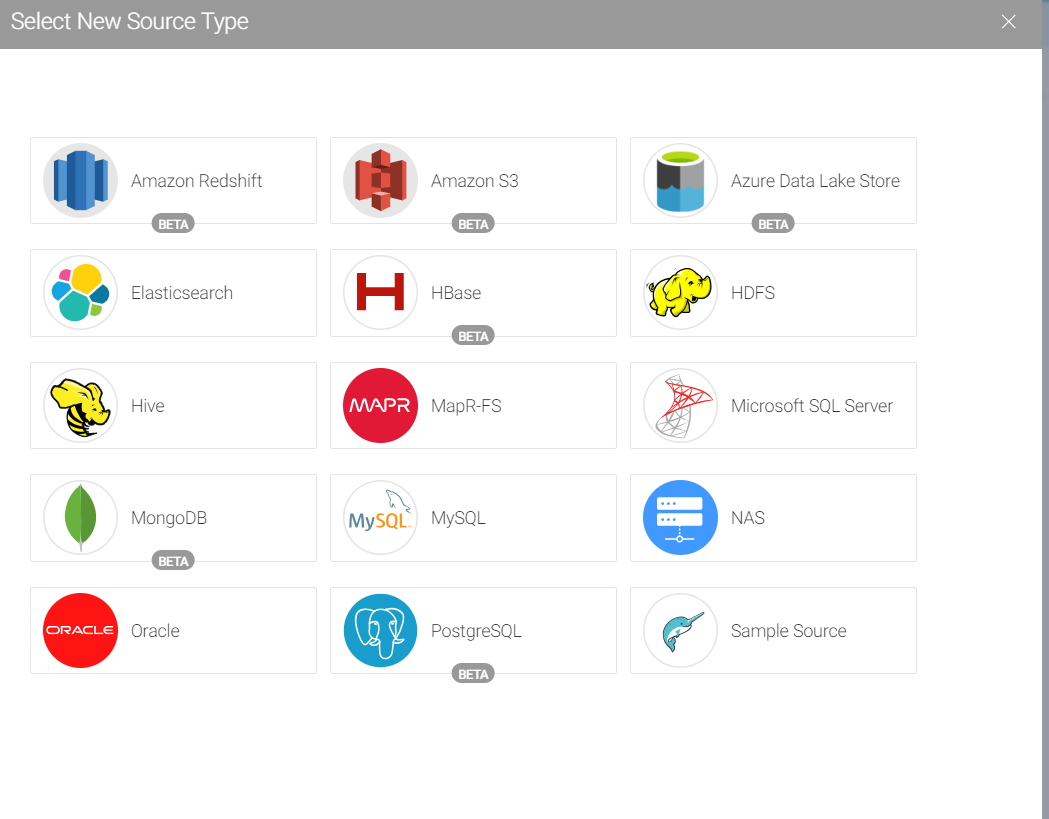 Select New Source Type
Amazon Redshift
BETA
Amazon S3
BETA
Azure Data Lake Store
BETA
Elasticsearch
HBase
BETA
HDFS
Hive
MAPR
MapR-FS
Microsoft SQL Server
MongoDB
BETA
MySQL
MySQL
NAS
ORACLE
Oracle
PostgreSQL
BETA
Sample Source